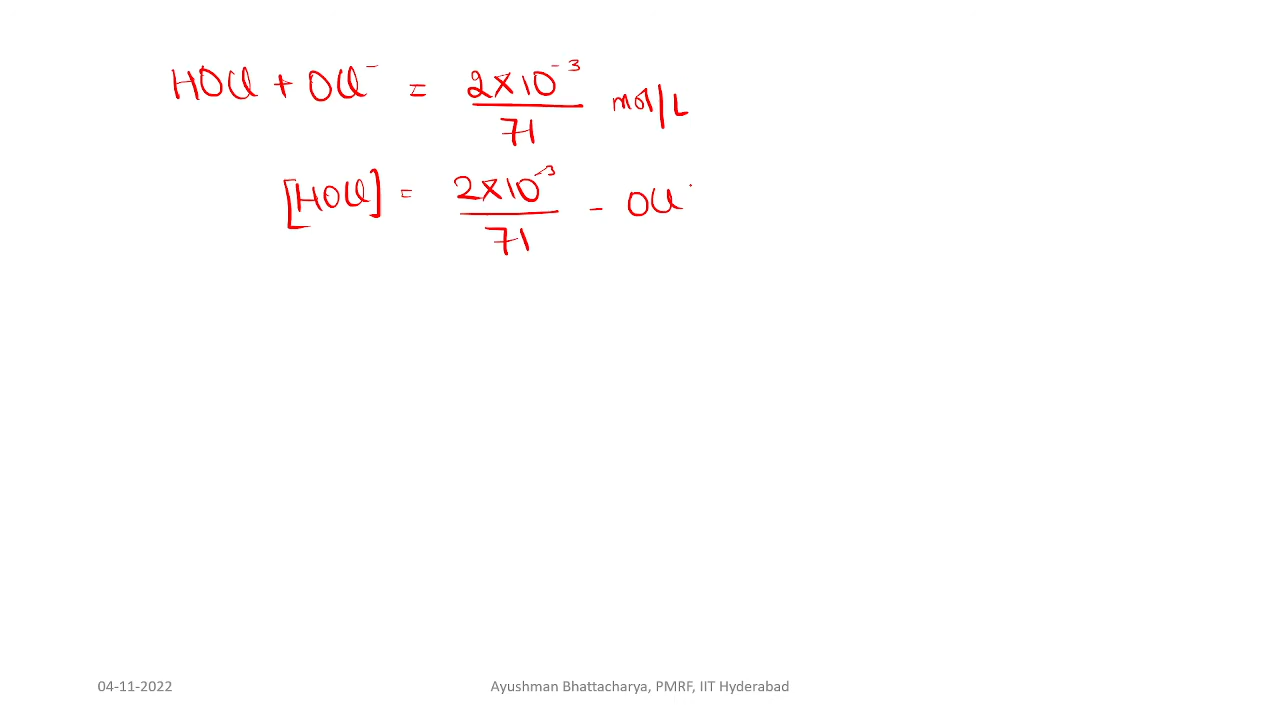 HOCl + OCl⁻ = 2×10⁻³/71 mol/L
[HOCl] = 2×10⁻³/71 - OCl
04-11-2022 Ayushman Bhattacharya, PMRF, IIT Hyderabad